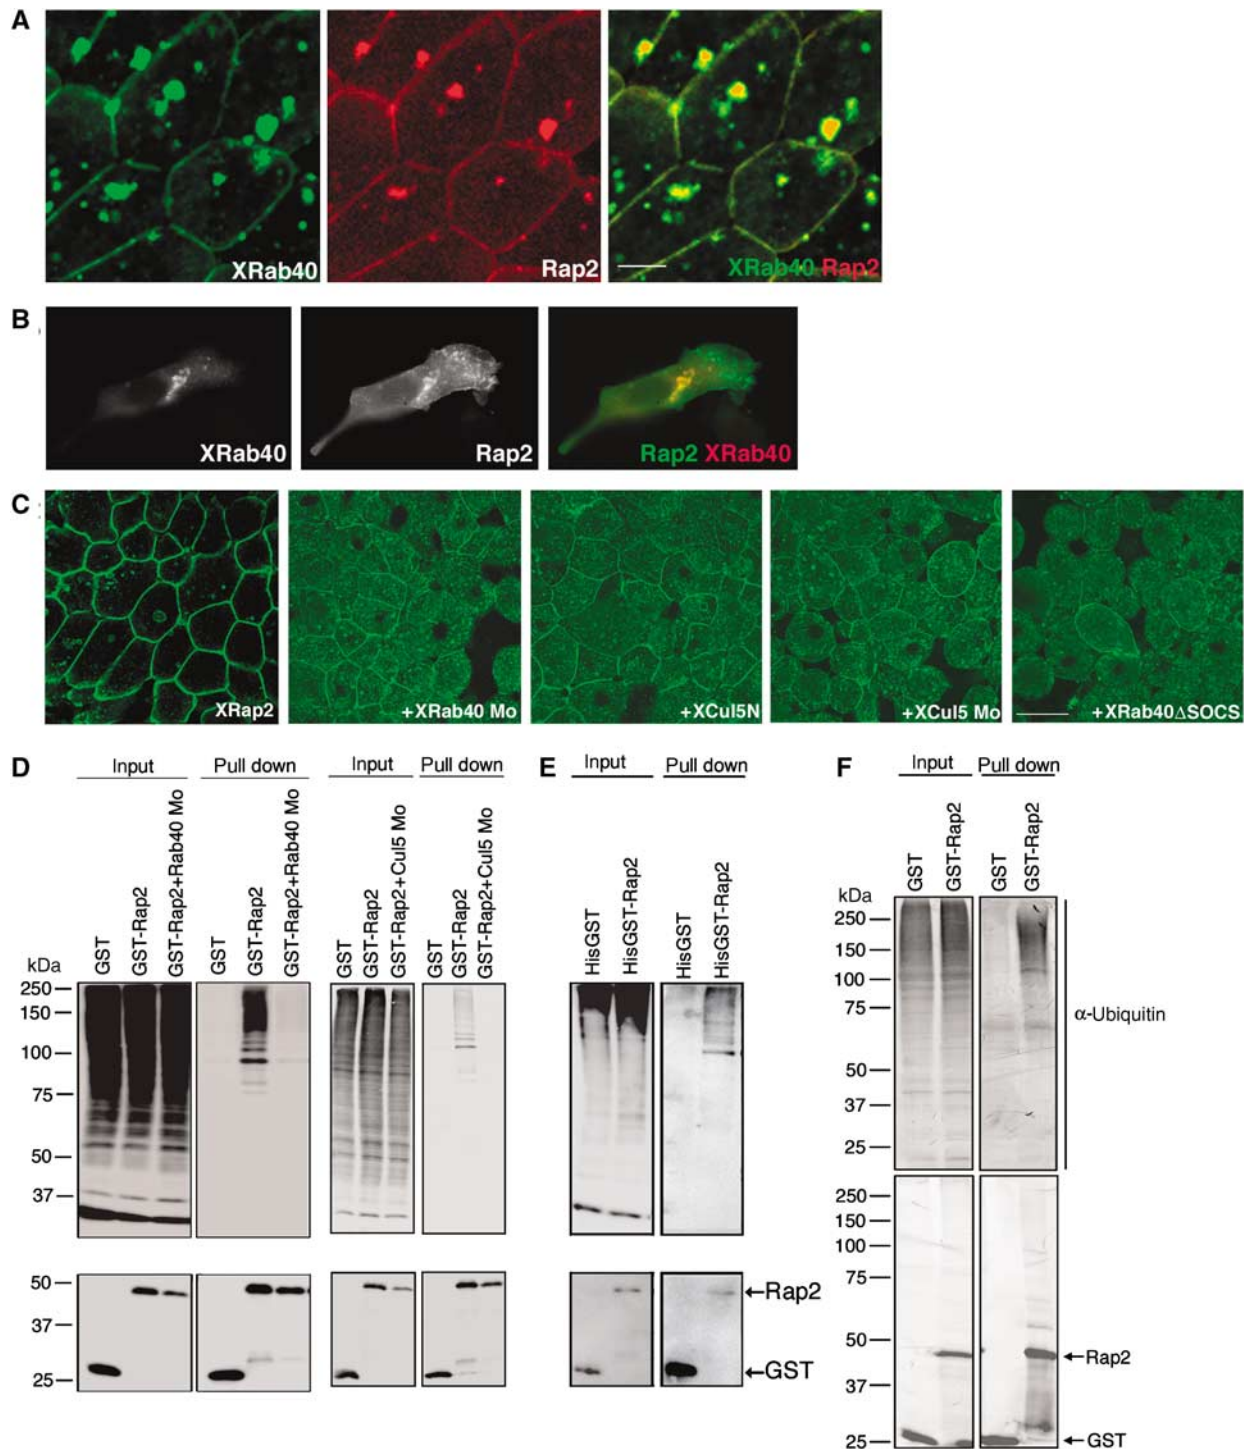 A
XRab40
Rap2
XRab40 Rap2
B
XRab40
Rap2
Rap2 XRab40
C
XRap2
+XRab40 Mo
+XCul5N
+XCul5 Mo
+XRab40ΔSOCS
D
Input
Pull down
Input
Pull down
GST
GST-Rap2
GST-Rap2+Rab40 Mo
GST
GST-Rap2
GST-Rap2+Rab40 Mo
GST
GST-Rap2
GST-Rap2+Cul5 Mo
GST
GST-Rap2
GST-Rap2+Cul5 Mo
kDa
250
150
100
75
50
37
50
37
25
E
Input
Pull down
HisGST
HisGST-Rap2
HisGST
HisGST-Rap2
Rap2
GST
F
Input
Pull down
GST
GST-Rap2
GST
GST-Rap2
kDa
250
150
100
75
50
37
25
α-Ubiquitin
250
150
100
75
50
37
25
Rap2
GST